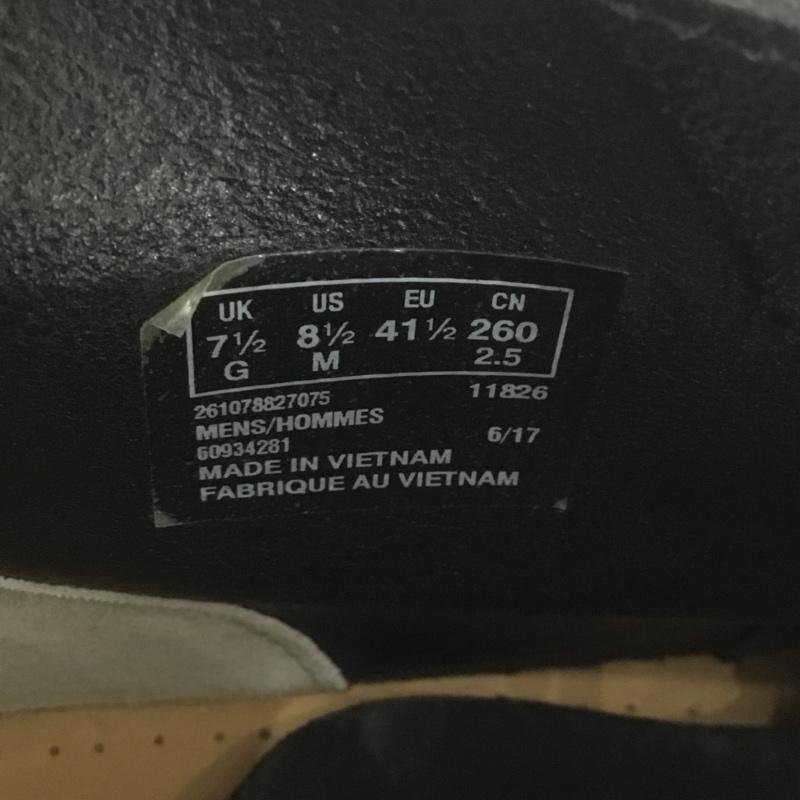 UK US EU CN
7½ 8½ 41½ 260
G M 2.5
261078827075 11826
MENS/HOMMES
60934281 6/17
MADE IN VIETNAM
FABRIQUE AU VIETNAM